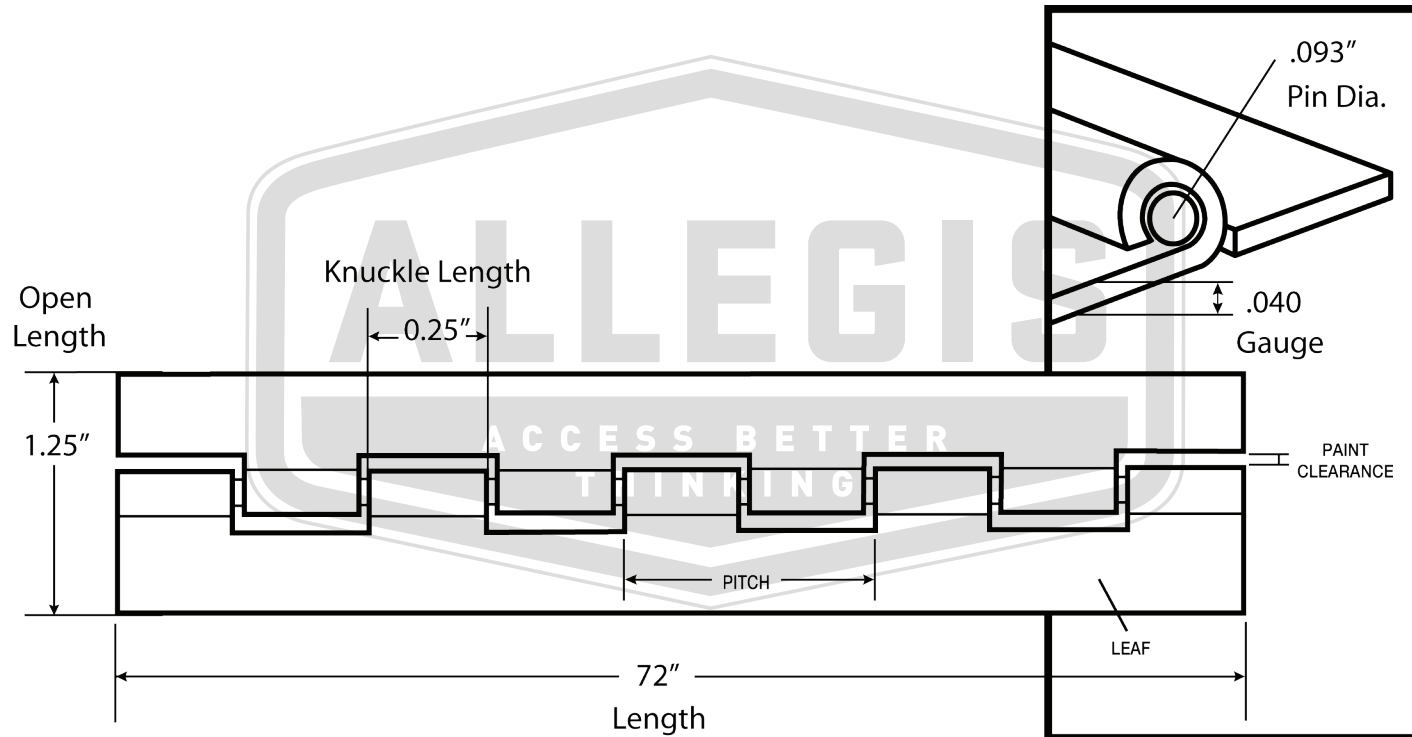 .093”
Pin Dia.
ALLEGIS
Knuckle Length
Open
Length
0.25”
.040
Gauge
1.25”
ACCESS BETTER
THINKING
PAINT
CLEARANCE
PITCH
LEAF
72”
Length